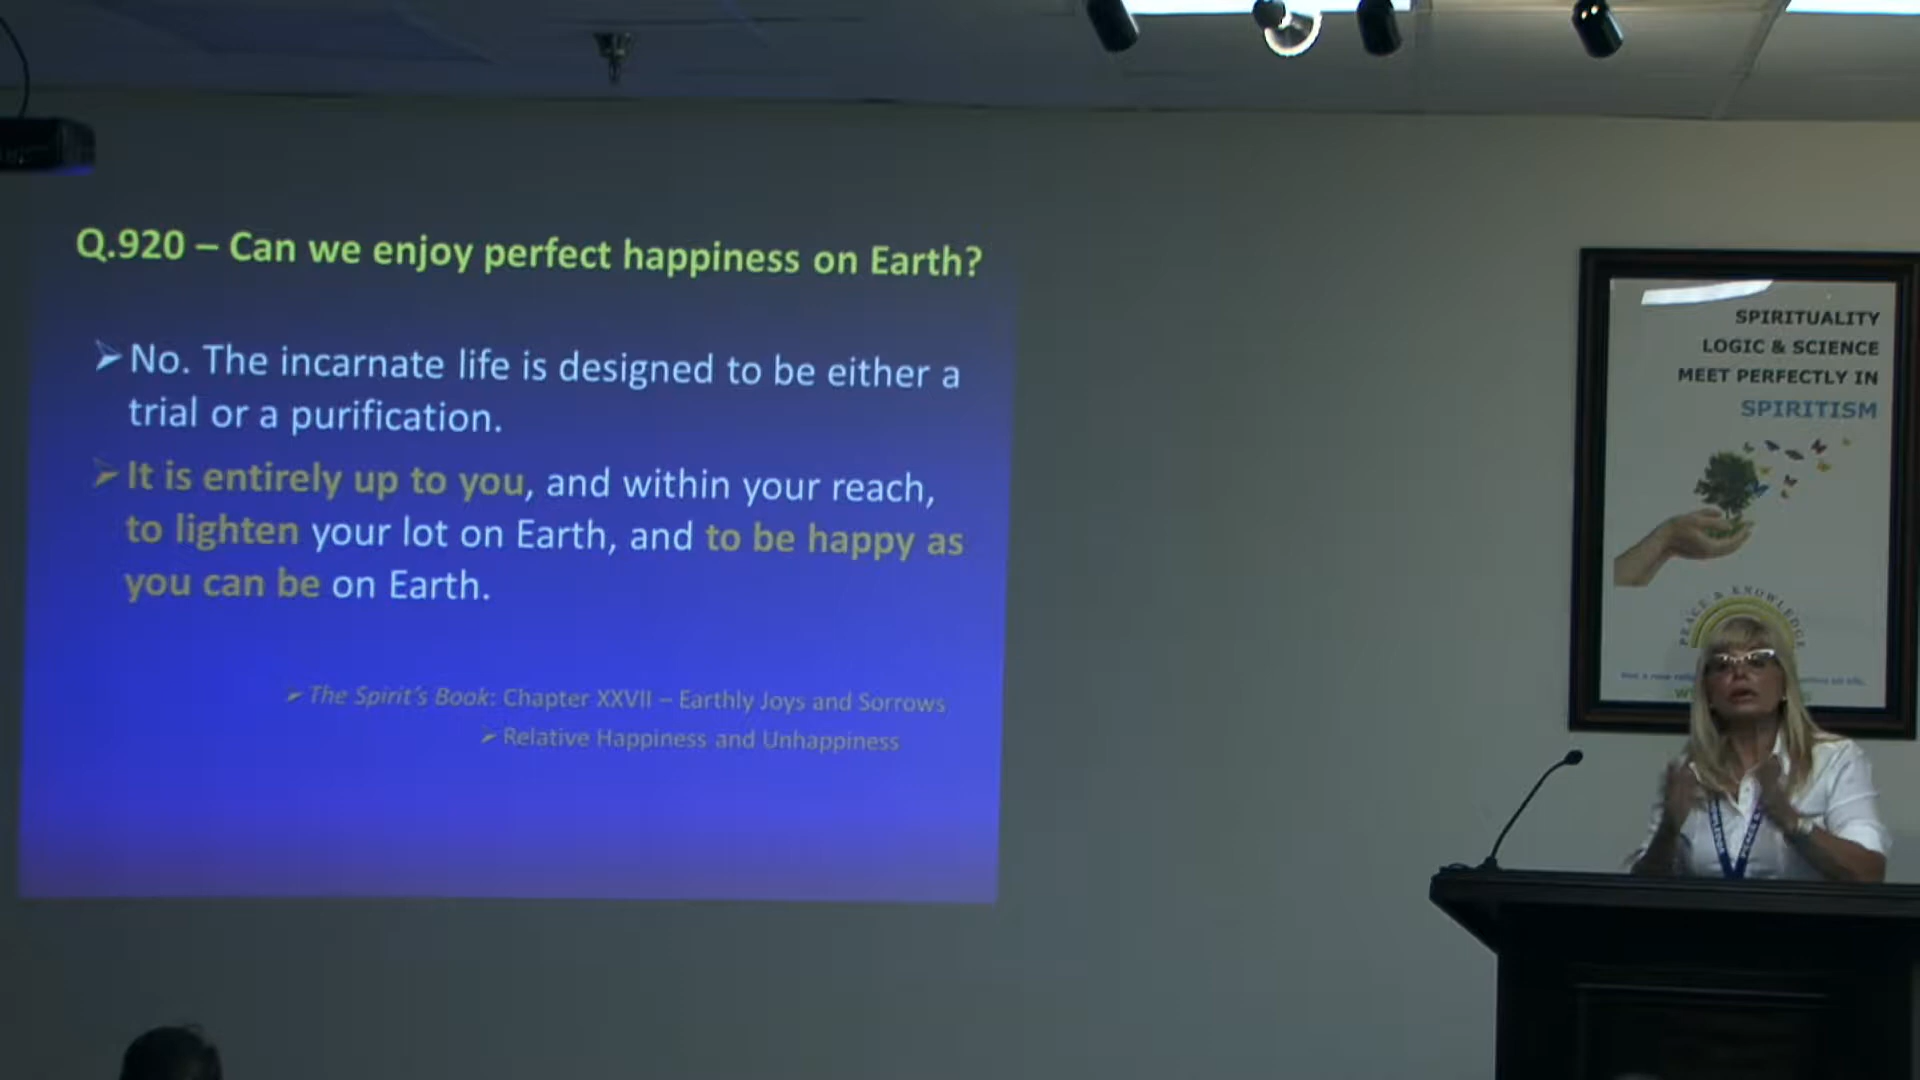 Q.920 – Can we enjoy perfect happiness on Earth?
➢ No. The incarnate life is designed to be either a
trial or a purification.
➢ It is entirely up to you, and within your reach,
to lighten your lot on Earth, and to be happy as
you can be on Earth.
➢ The Spirit's Book: Chapter XXVII – Earthly Joys and Sorrows
➢ Relative Happiness and Unhappiness
SPIRITUALITY
LOGIC & SCIENCE
MEET PERFECTLY IN
SPIRITISM
PEACE & KNOWLEDGE